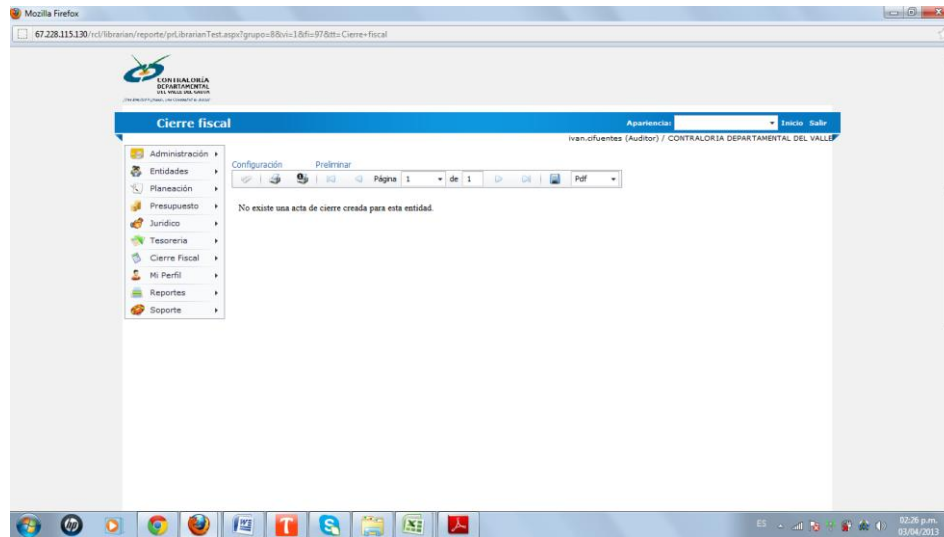 Mozilla Firefox
67.228.115.130/rcl/librarian/reporte/prLibrarianTest.aspx?grupo=8&vi=1&fi=97&tt=Cierre+fiscal
CONTRALORÍA
DEPARTAMENTAL
DEL VALLE DEL CAUCA
Cierre fiscal
Apariencia:
Inicio Salir
ivan.cifuentes (Auditor) / CONTRALORIA DEPARTAMENTAL DEL VALLE
Administración
Entidades
Planeación
Presupuesto
Juridico
Tesoreria
Cierre Fiscal
Mi Perfil
Reportes
Soporte
Configuración Preliminar
Página 1 de 1 Pdf
No existe una acta de cierre creada para esta entidad.
ES
02:26 p.m.
03/04/2013